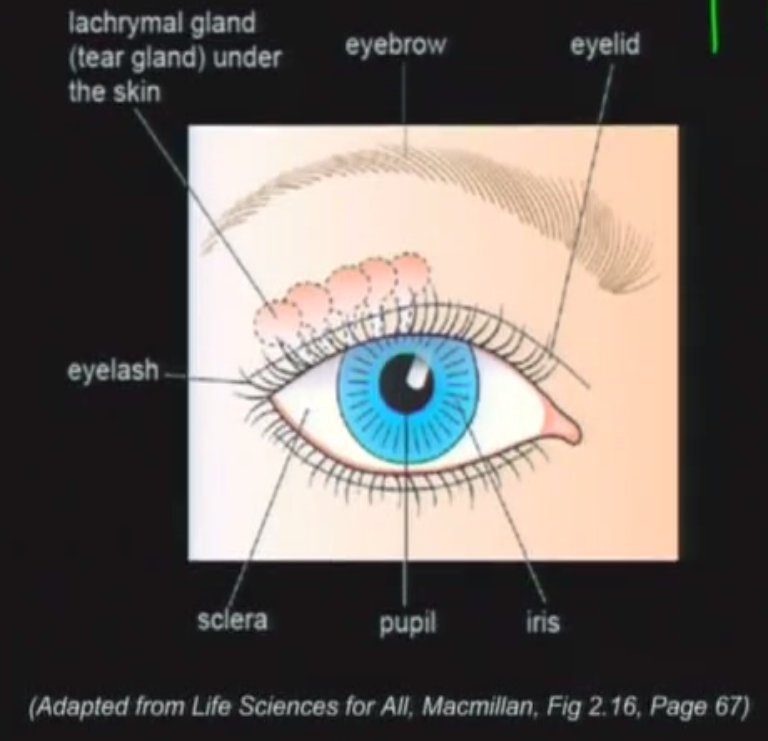 lachrymal gland
(tear gland) under
the skin
eyebrow
eyelid
eyelash
sclera
pupil
iris
(Adapted from Life Sciences for All, Macmillan, Fig 2.16, Page 67)